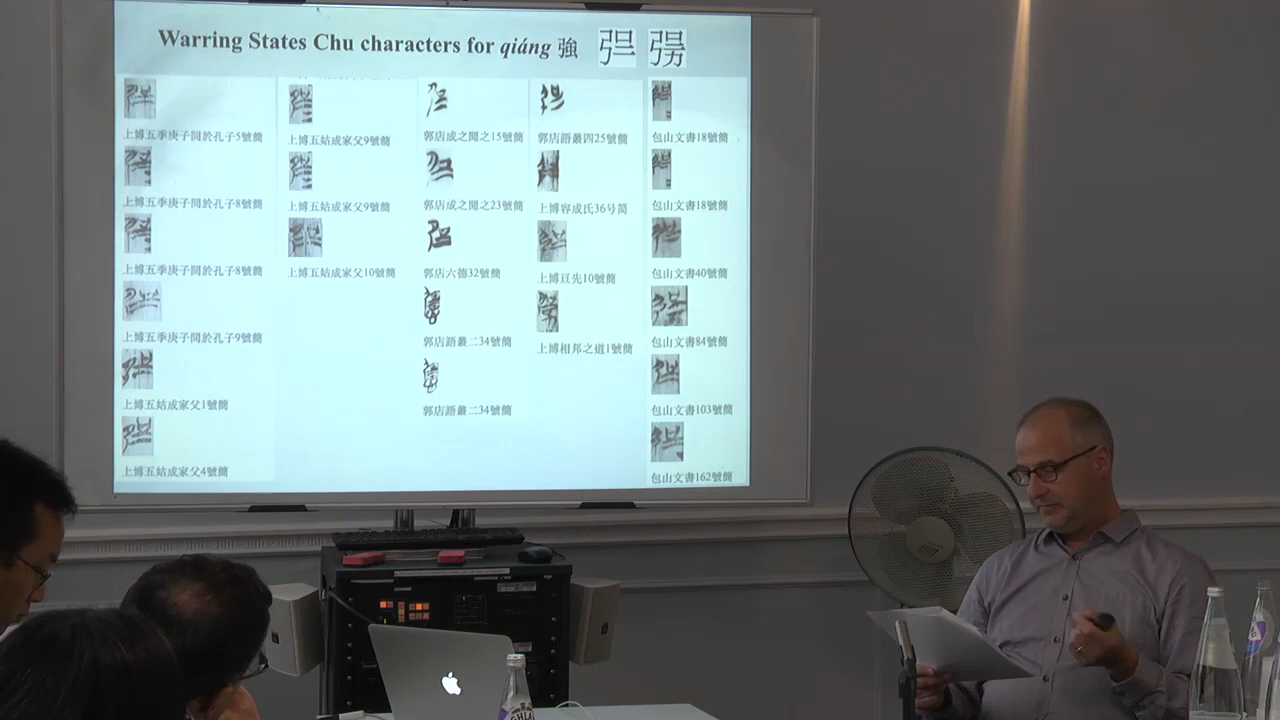 Warring States Chu characters for qiáng 強
上博五季庚子問於孔子5號簡
上博五季庚子問於孔子8號簡
上博五季庚子問於孔子8號簡
上博五季庚子問於孔子9號簡
上博五姑成家父1號簡
上博五姑成家父4號簡
上博五姑成家父9號簡
上博五姑成家父9號簡
上博五姑成家父10號簡
郭店成之聞之15號簡
郭店成之聞之23號簡
郭店六德32號簡
郭店語叢二34號簡
郭店語叢二34號簡
郭店語叢四25號簡
上博容成氏36号简
上博亙先10號簡
上博相邦之道1號簡
包山文書18號簡
包山文書18號簡
包山文書40號簡
包山文書84號簡
包山文書103號簡
包山文書162號簡